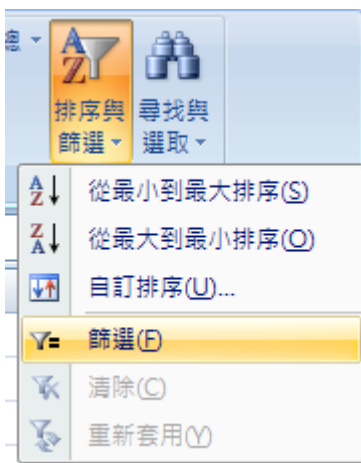 總
排序與
篩選
尋找與
選取
從最小到最大排序(S)
從最大到最小排序(O)
自訂排序(U)...
篩選(F)
清除(C)
重新套用(Y)